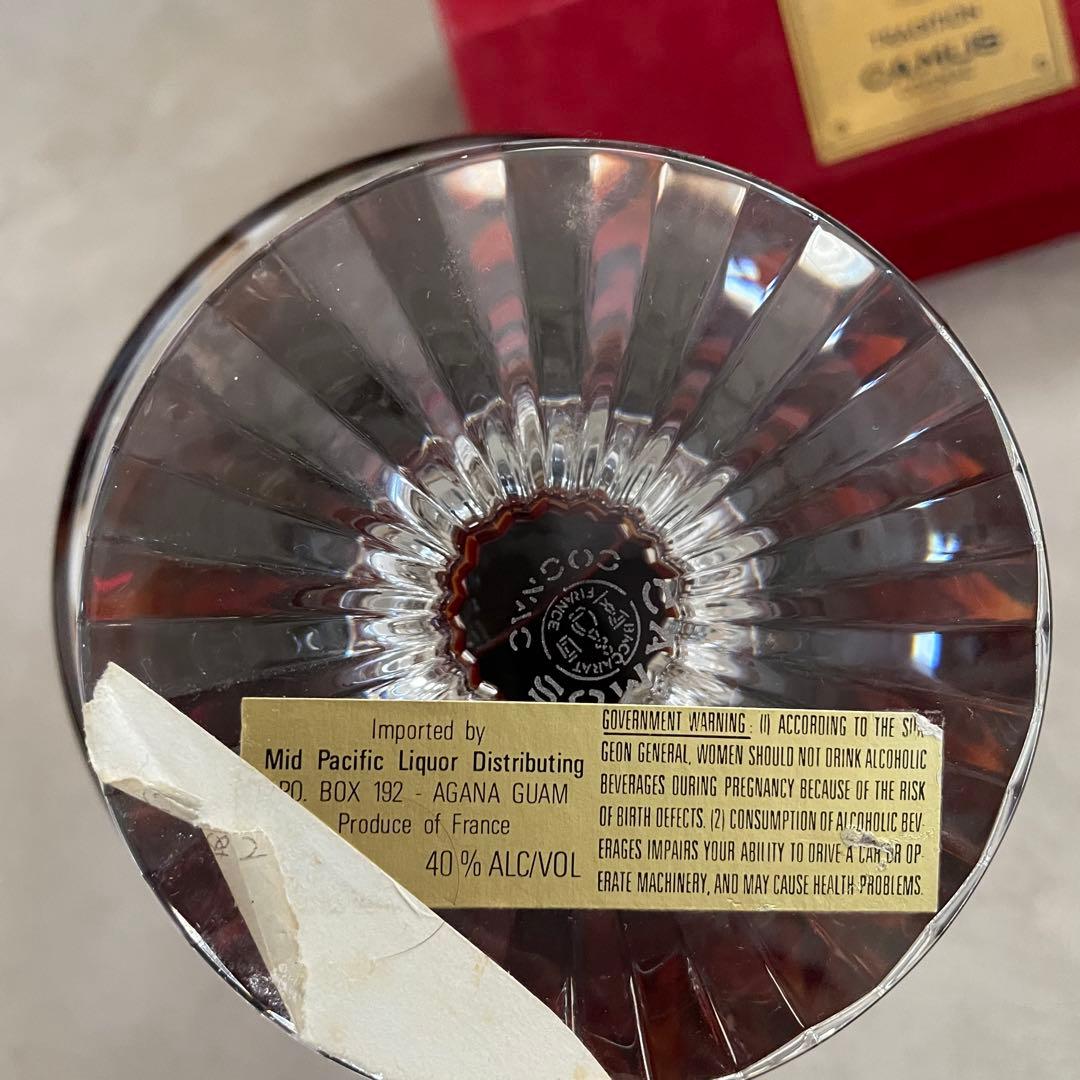 TRADITION
CAMUS
COGNAC
CAMUS
BACCARAT
FRANCE
Imported by
Mid Pacific Liquor Distributing
P.O. BOX 192 - AGANA GUAM
Produce of France
40 % ALC/VOL
GOVERNMENT WARNING : (1) ACCORDING TO THE SUR-
GEON GENERAL, WOMEN SHOULD NOT DRINK ALCOHOLIC
BEVERAGES DURING PREGNANCY BECAUSE OF THE RISK
OF BIRTH DEFECTS. (2) CONSUMPTION OF ALCOHOLIC BEV-
ERAGES IMPAIRS YOUR ABILITY TO DRIVE A CAR OR OP-
ERATE MACHINERY, AND MAY CAUSE HEALTH PROBLEMS.